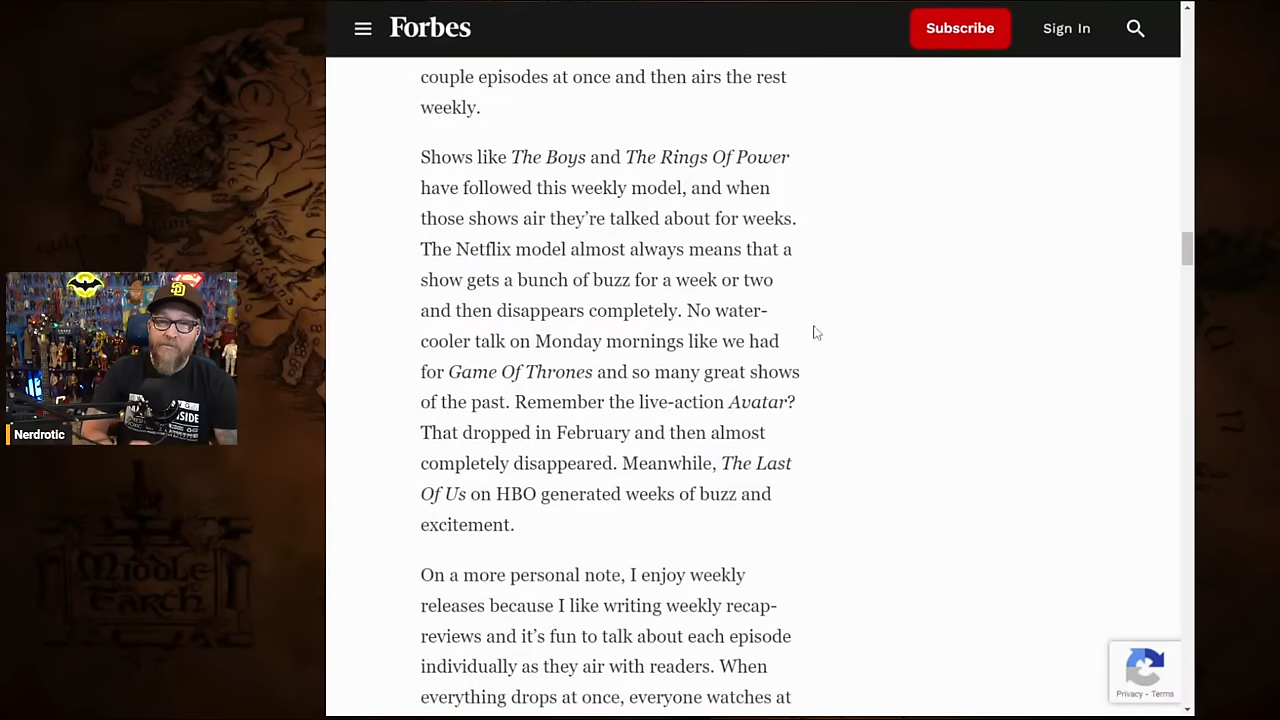 Forbes
Subscribe
Sign In
couple episodes at once and then airs the rest
weekly.
Shows like The Boys and The Rings Of Power
have followed this weekly model, and when
those shows air they’re talked about for weeks.
The Netflix model almost always means that a
show gets a bunch of buzz for a week or two
and then disappears completely. No water-
cooler talk on Monday mornings like we had
for Game Of Thrones and so many great shows
of the past. Remember the live-action Avatar?
That dropped in February and then almost
completely disappeared. Meanwhile, The Last
Of Us on HBO generated weeks of buzz and
excitement.
On a more personal note, I enjoy weekly
releases because I like writing weekly recap-
reviews and it’s fun to talk about each episode
individually as they air with readers. When
everything drops at once, everyone watches at
Privacy - Terms
SD
Nerdrotic
MIDDLE
EARTH